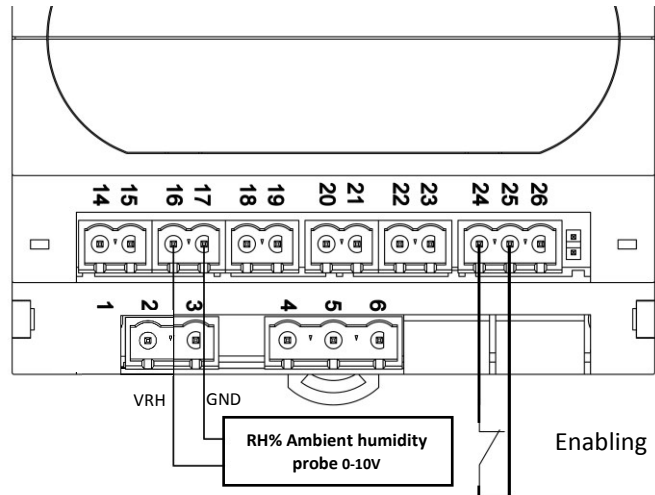 14 15 16 17 18 19 20 21 22 23 24 25 26
1 2 3 4 5 6
VRH GND
RH% Ambient humidity
probe 0-10V
Enabling